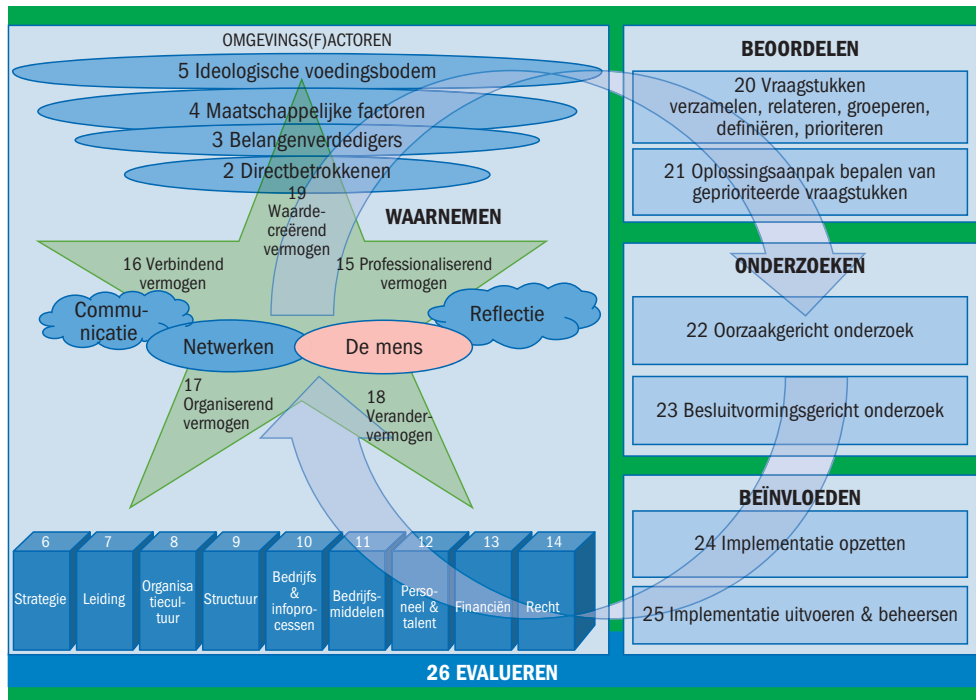 OMGEVINGS(F)ACTOREN
5 Ideologische voedingsbodem
4 Maatschappelijke factoren
3 Belangenverdedigers
2 Directbetrokkenen
19
Waarde-
creërend
vermogen
WAARNEMEN
16 Verbindend
vermogen
15 Professionaliserend
vermogen
Commu-
nicatie
Netwerken
De mens
Reflectie
17
Organiserend
vermogen
18
Verander-
vermogen
6
Strategie
7
Leiding
8
Organisa
tiecul-
tuur
9
Structuur
10
Bedrijfs
&
infopro-
cessen
11
Bedrijfs-
middelen
12
Perso-
neel &
talent
13
Financiën
14
Recht
BEOORDELEN
20 Vraagstukken
verzamelen, relateren, groeperen,
definiëren, prioriteren
21 Oplossingsaanpak bepalen van
geprioriteerde vraagstukken
ONDERZOEKEN
22 Oorzaakgericht onderzoek
23 Besluitvormingsgericht onderzoek
BEÏNVLOEDEN
24 Implementatie opzetten
25 Implementatie uitvoeren & beheersen
26 EVALUEREN